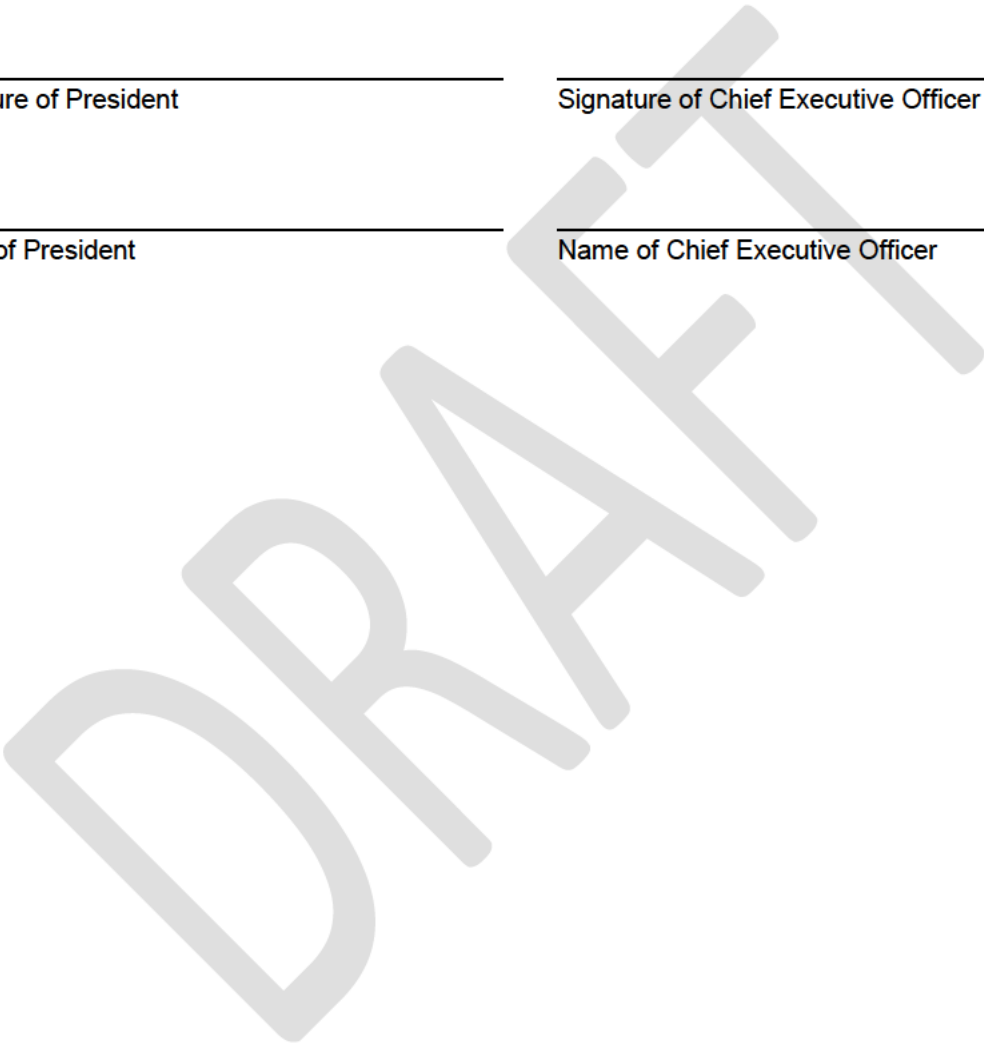 ure of President Signature of Chief Executive Officer
of President Name of Chief Executive Officer
DRAFT